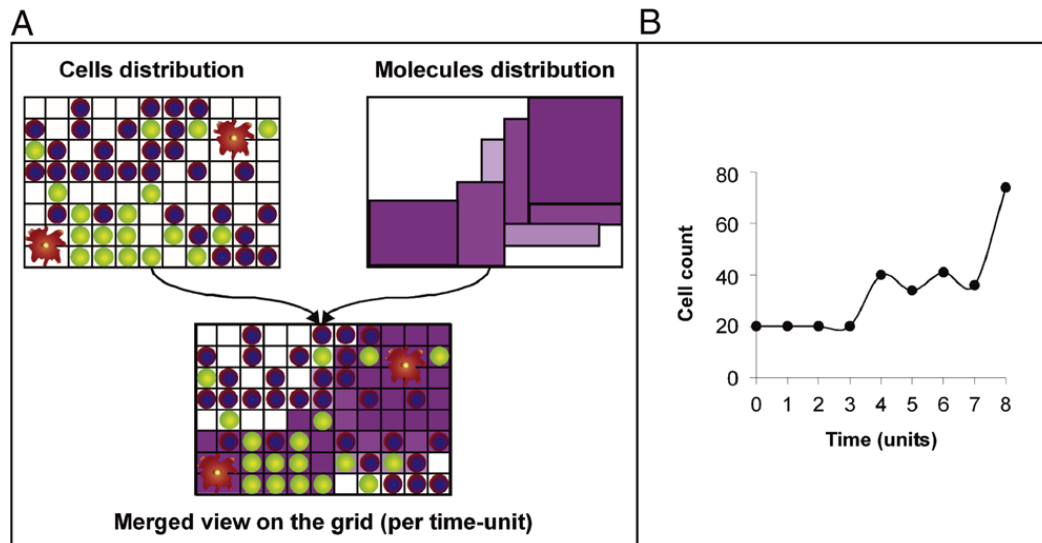 A
B
Cells distribution
Molecules distribution
Merged view on the grid (per time-unit)
80
60
40
20
0
Cell count
0 1 2 3 4 5 6 7 8
Time (units)